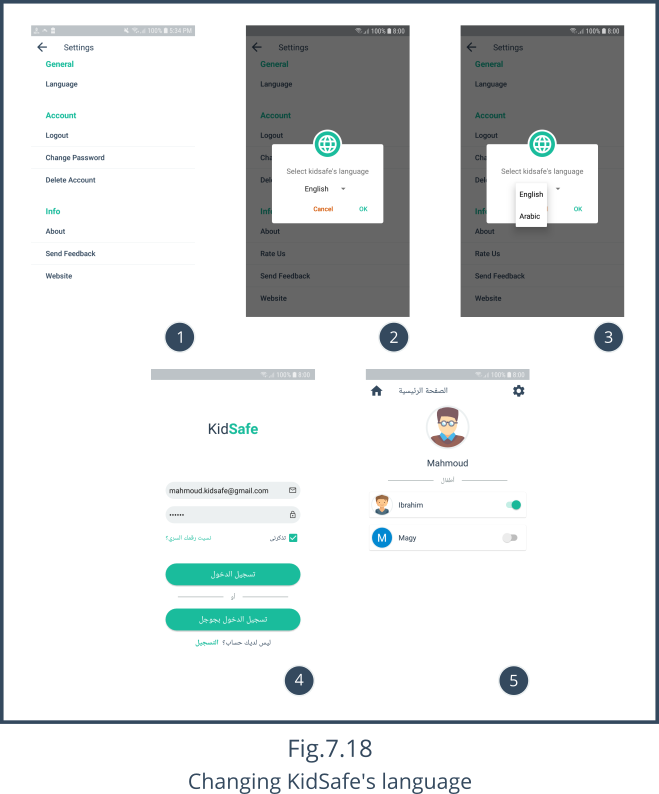 100% 5:34 PM
Settings
General
Language
Account
Logout
Change Password
Delete Account
Info
About
Send Feedback
Website
1
100% 8:00
Settings
General
Language
Account
Logout
Cha
Del
Select kidsafe's language
English
Cancel
OK
Inf
About
Rate Us
Send Feedback
Website
2
100% 8:00
Settings
General
Language
Account
Logout
Cha
Del
Select kidsafe's language
English
Arabic
OK
Inf
About
Rate Us
Send Feedback
Website
3
100% 8:00
KidSafe
mahmoud.kidsafe@gmail.com
••••••
تذكرنى
نسيت رقمك السري؟
تسجيل الدخول
أو
تسجيل الدخول بجوجل
ليس لديك حساب؟ التسجيل
4
100% 8:00
الصفحة الرئيسية
Mahmoud
أطفال
Ibrahim
M Magy
5
Fig.7.18
Changing KidSafe's language